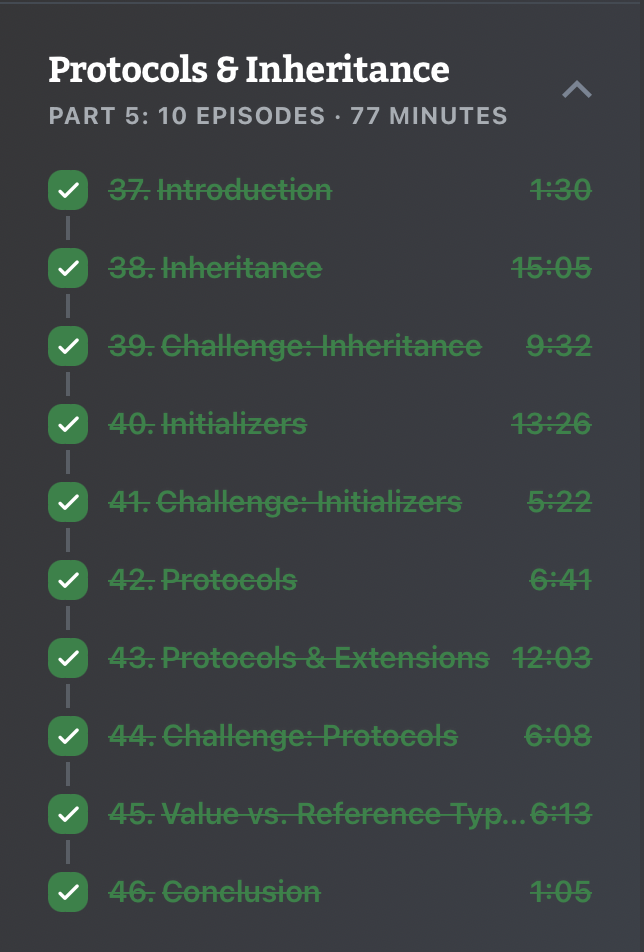 Protocols & Inheritance
PART 5: 10 EPISODES · 77 MINUTES
37. Introduction 1:30
38. Inheritance 15:05
39. Challenge: Inheritance 9:32
40. Initializers 13:26
41. Challenge: Initializers 5:22
42. Protocols 6:41
43. Protocols & Extensions 12:03
44. Challenge: Protocols 6:08
45. Value vs. Reference Typ... 6:13
46. Conclusion 1:05